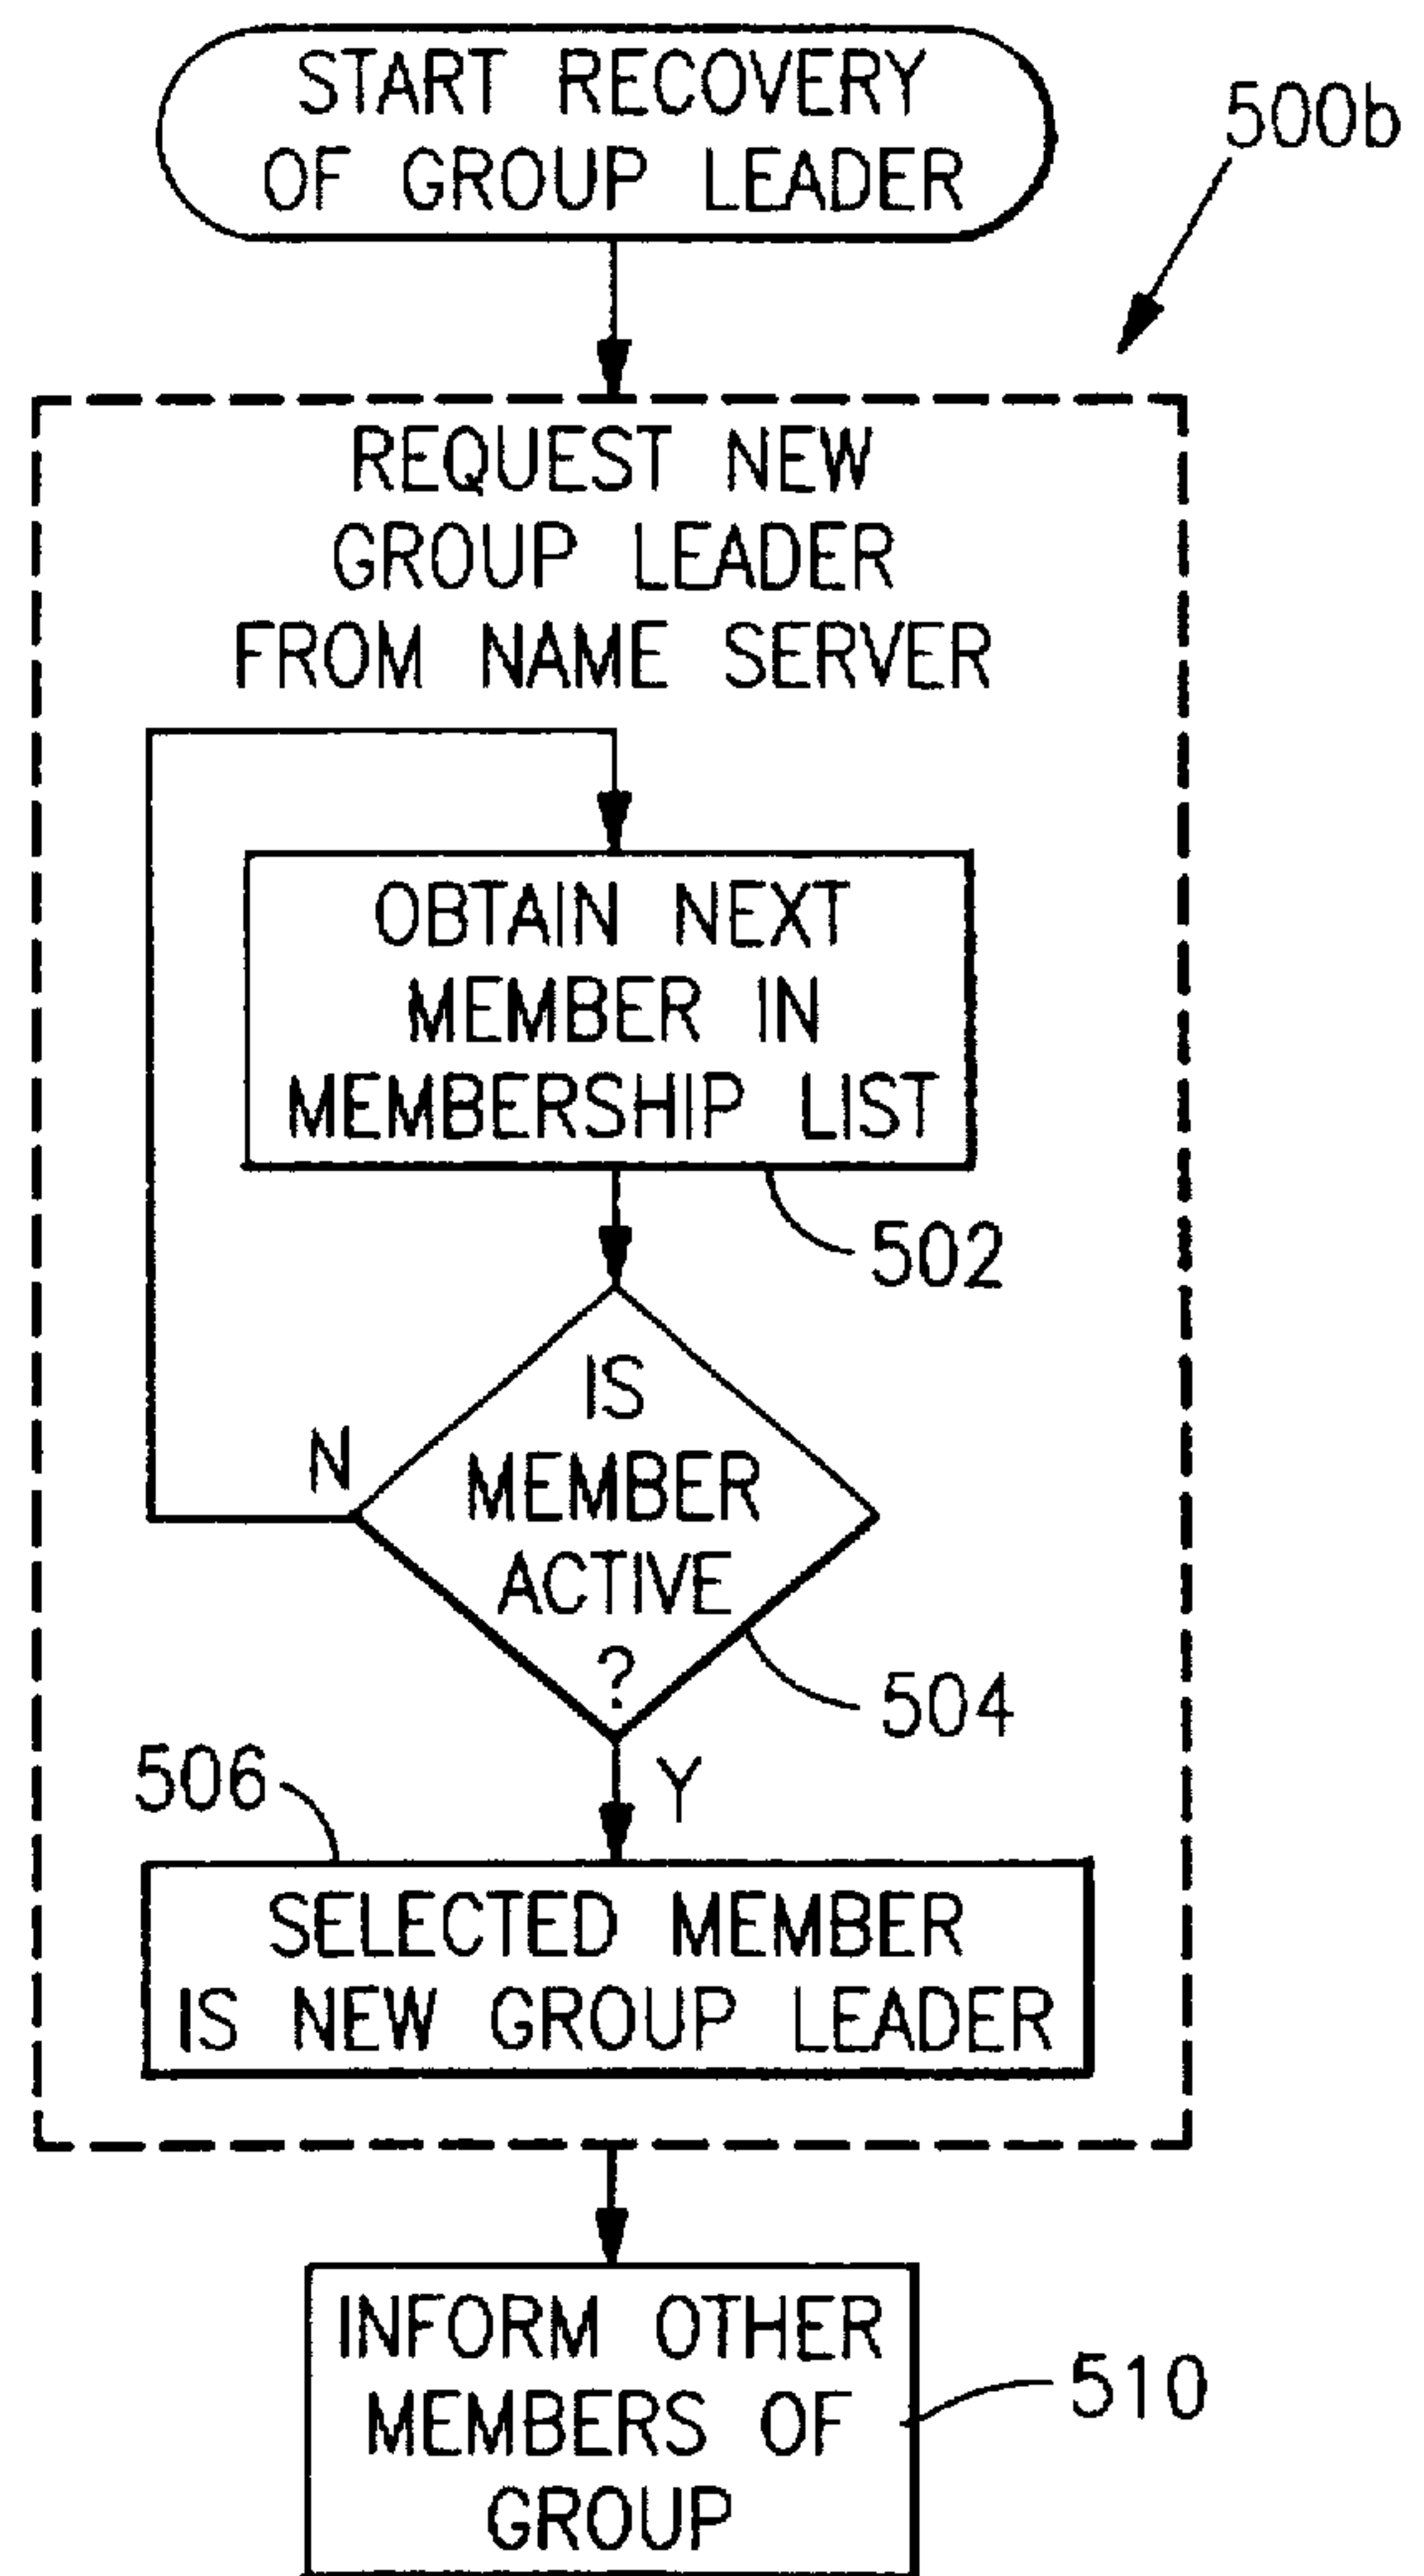 START RECOVERY
OF GROUP LEADER
500b
REQUEST NEW
GROUP LEADER
FROM NAME SERVER
OBTAIN NEXT
MEMBER IN
MEMBERSHIP LIST
502
IS
MEMBER
ACTIVE
?
N
504
Y
506
SELECTED MEMBER
IS NEW GROUP LEADER
INFORM OTHER
MEMBERS OF
GROUP
510